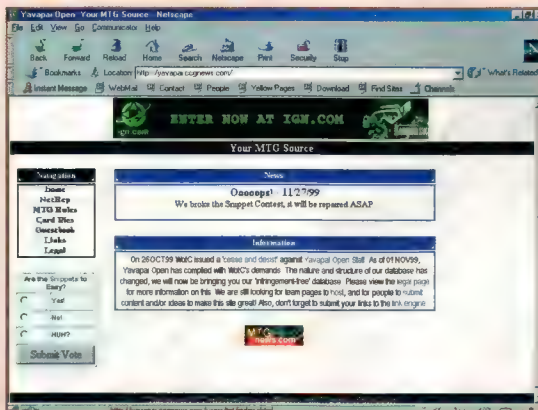 Yavapai Open "Your MTG Source - Netscape
File Edit View Go Communicator Help
Back Forward Reload Home Search Netscape Print Security Stop
Bookmarks Location http://yavapai.ccgnews.com/ What's Related
Instant Message WebMail Contact People Yellow Pages Download Find Sites Channels
ign.com ENTER NOW AT IGN.COM
Your MTG Source
Navigation
home
NetRep
MTG Rules
Card Files
Guestbook
Links
Legal
Are the Snippets to
Easy?
Yes!
No!
HUH?
Submit Vote
News
Ooooops! - 11/27/99
We broke the Snippet Contest, it will be repaired ASAP
Information
On 26OCT99 WotC issued a "cease and desist" against Yavapai Open Staff. As of 01NOV99,
Yavapai Open has complied with WotC's demands. The nature and structure of our database has
changed, we will now be bringing you our 'infringement-free' database. Please view the legal page
for more information on this. We are still looking for team pages to host, and for people to submit
content and/or ideas to make this site great! Also, don't forget to submit your links to the link engine
MTG
news.com